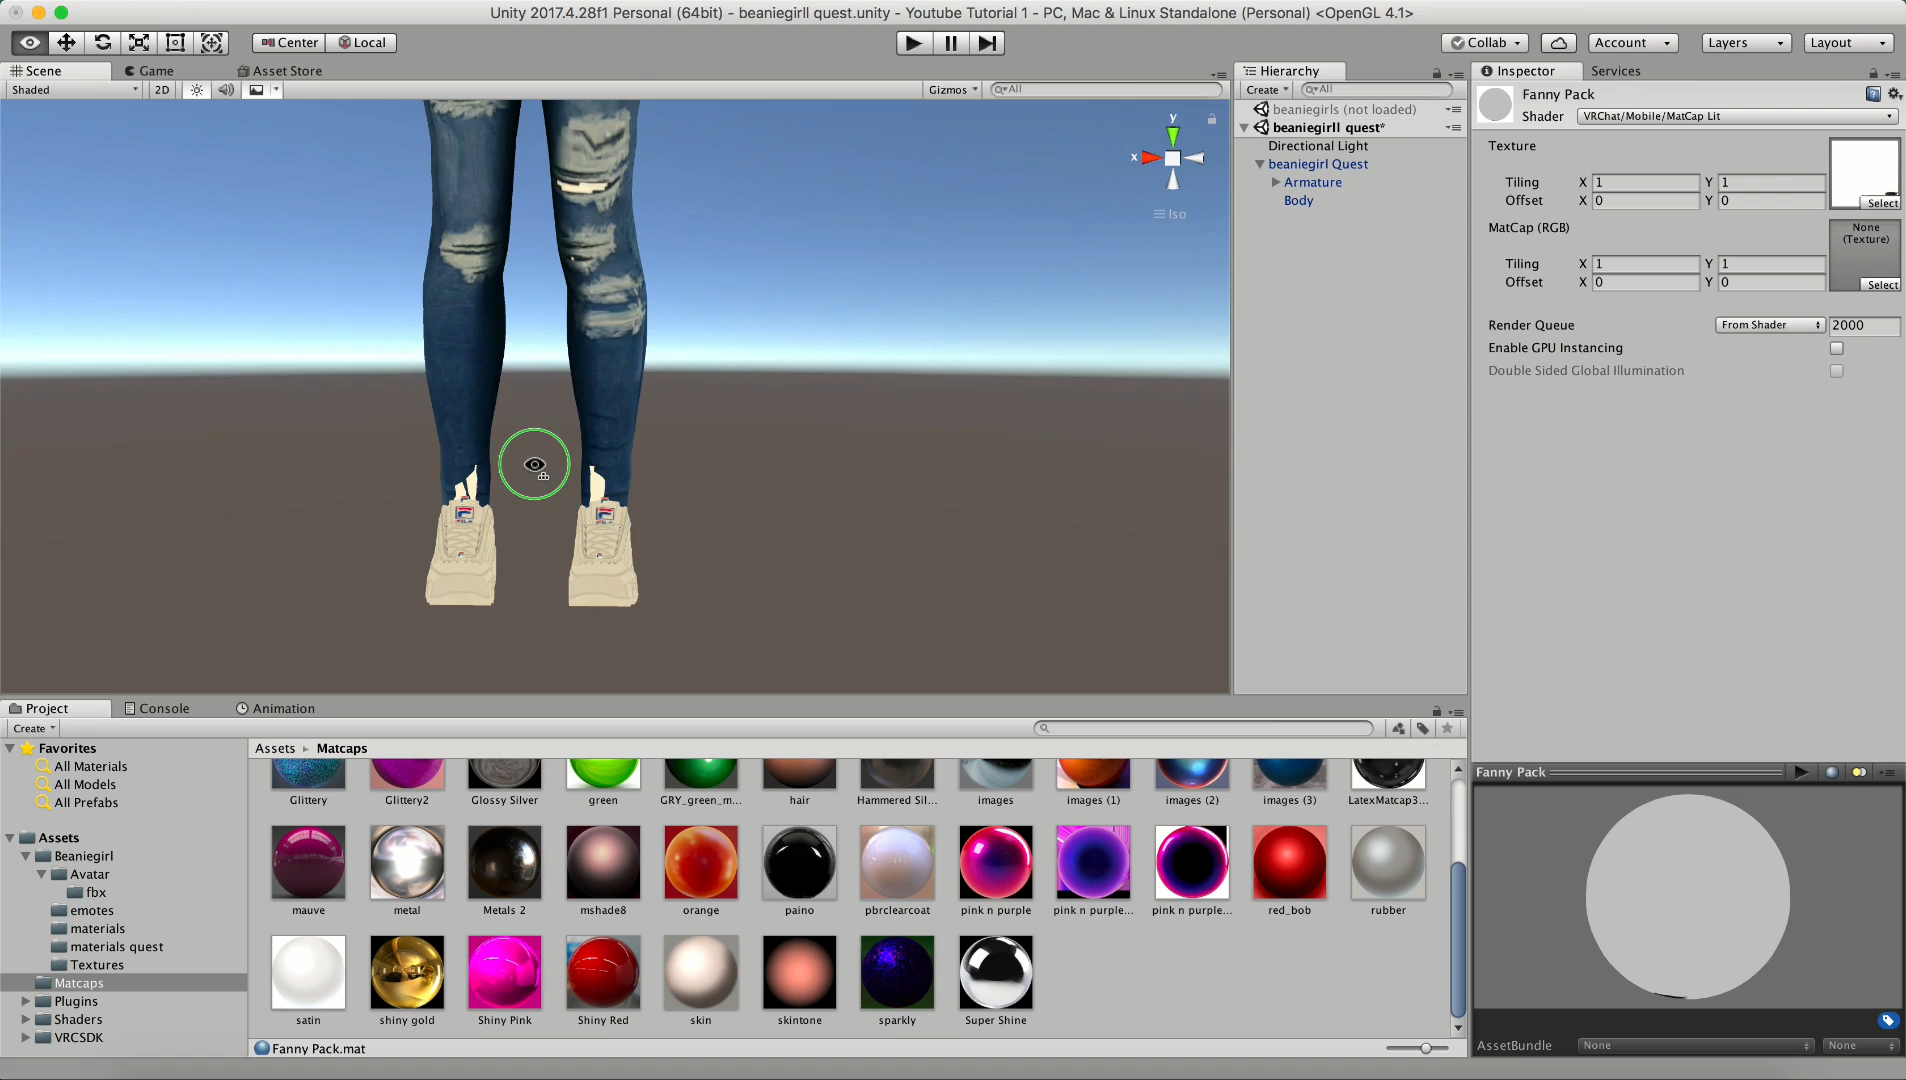 Unity 2017.4.28f1 Personal (64bit) - beaniegirll quest.unity - Youtube Tutorial 1 - PC, Mac & Linux Standalone (Personal) <OpenGL 4.1>
Center Local Collab Account Layers Layout
Scene Game Asset Store
Shaded 2D Gizmos All
y
x
Iso
FILA FILA
Hierarchy
Create All
beaniegirls (not loaded)
beaniegirll quest*
Directional Light
beaniegirl Quest
Armature
Body
Inspector Services
Fanny Pack
Shader VRChat/Mobile/MatCap Lit
Texture
Tiling X 1 Y 1
Offset X 0 Y 0
Select
MatCap (RGB)
None
(Texture)
Tiling X 1 Y 1
Offset X 0 Y 0
Select
Render Queue From Shader 2000
Enable GPU Instancing
Double Sided Global Illumination
Project Console Animation
Create
Favorites
All Materials
All Models
All Prefabs
Assets
Beaniegirl
Avatar
fbx
emotes
materials
materials quest
Textures
Matcaps
Plugins
Shaders
VRCSDK
Assets Matcaps
Glittery Glittery2 Glossy Silver green GRY_green_m... hair Hammered Sil... images images (1) images (2) images (3) LatexMatcap3...
mauve metal Metals 2 mshade8 orange paino pbrclearcoat pink n purple pink n purple... pink n purple... red_bob rubber
satin shiny gold Shiny Pink Shiny Red skin skintone sparkly Super Shine
Fanny Pack.mat
Fanny Pack
AssetBundle None None